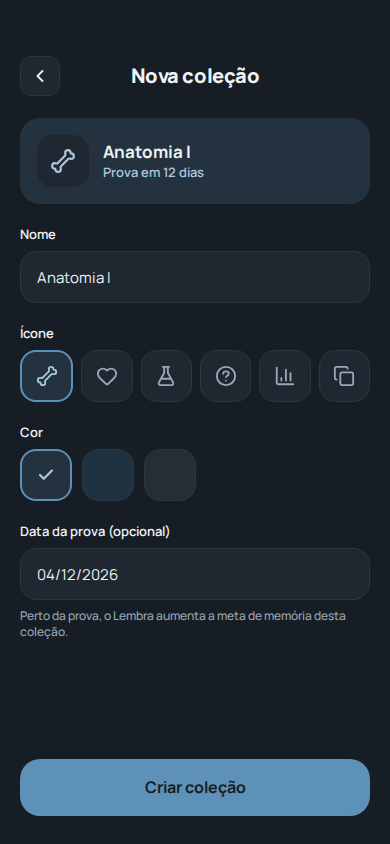 Nova coleção
Anatomia I
Prova em 12 dias
Nome
Anatomia I
Ícone
Cor
Data da prova (opcional)
04/12/2026
Perto da prova, o Lembra aumenta a meta de memória desta
coleção.
Criar coleção